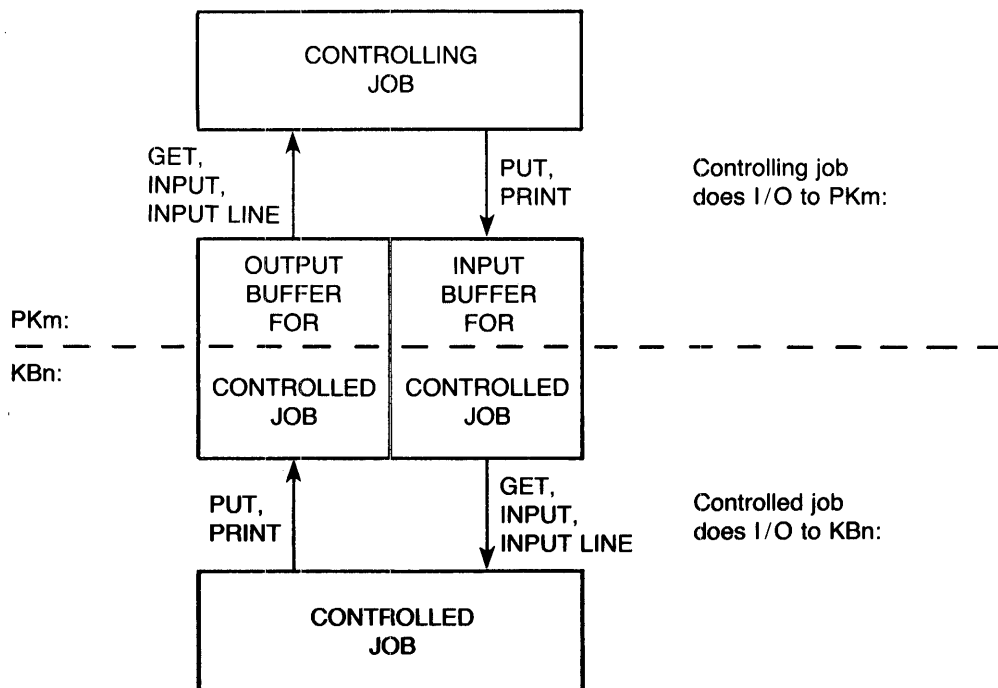 CONTROLLING
JOB
GET,
INPUT,
INPUT LINE
PUT,
PRINT
Controlling job
does I/O to PKm:
OUTPUT
BUFFER
FOR
INPUT
BUFFER
FOR
PKm:
KBn:
CONTROLLED
JOB
CONTROLLED
JOB
PUT,
PRINT
GET,
INPUT,
INPUT LINE
Controlled job
does I/O to KBn:
CONTROLLED
JOB